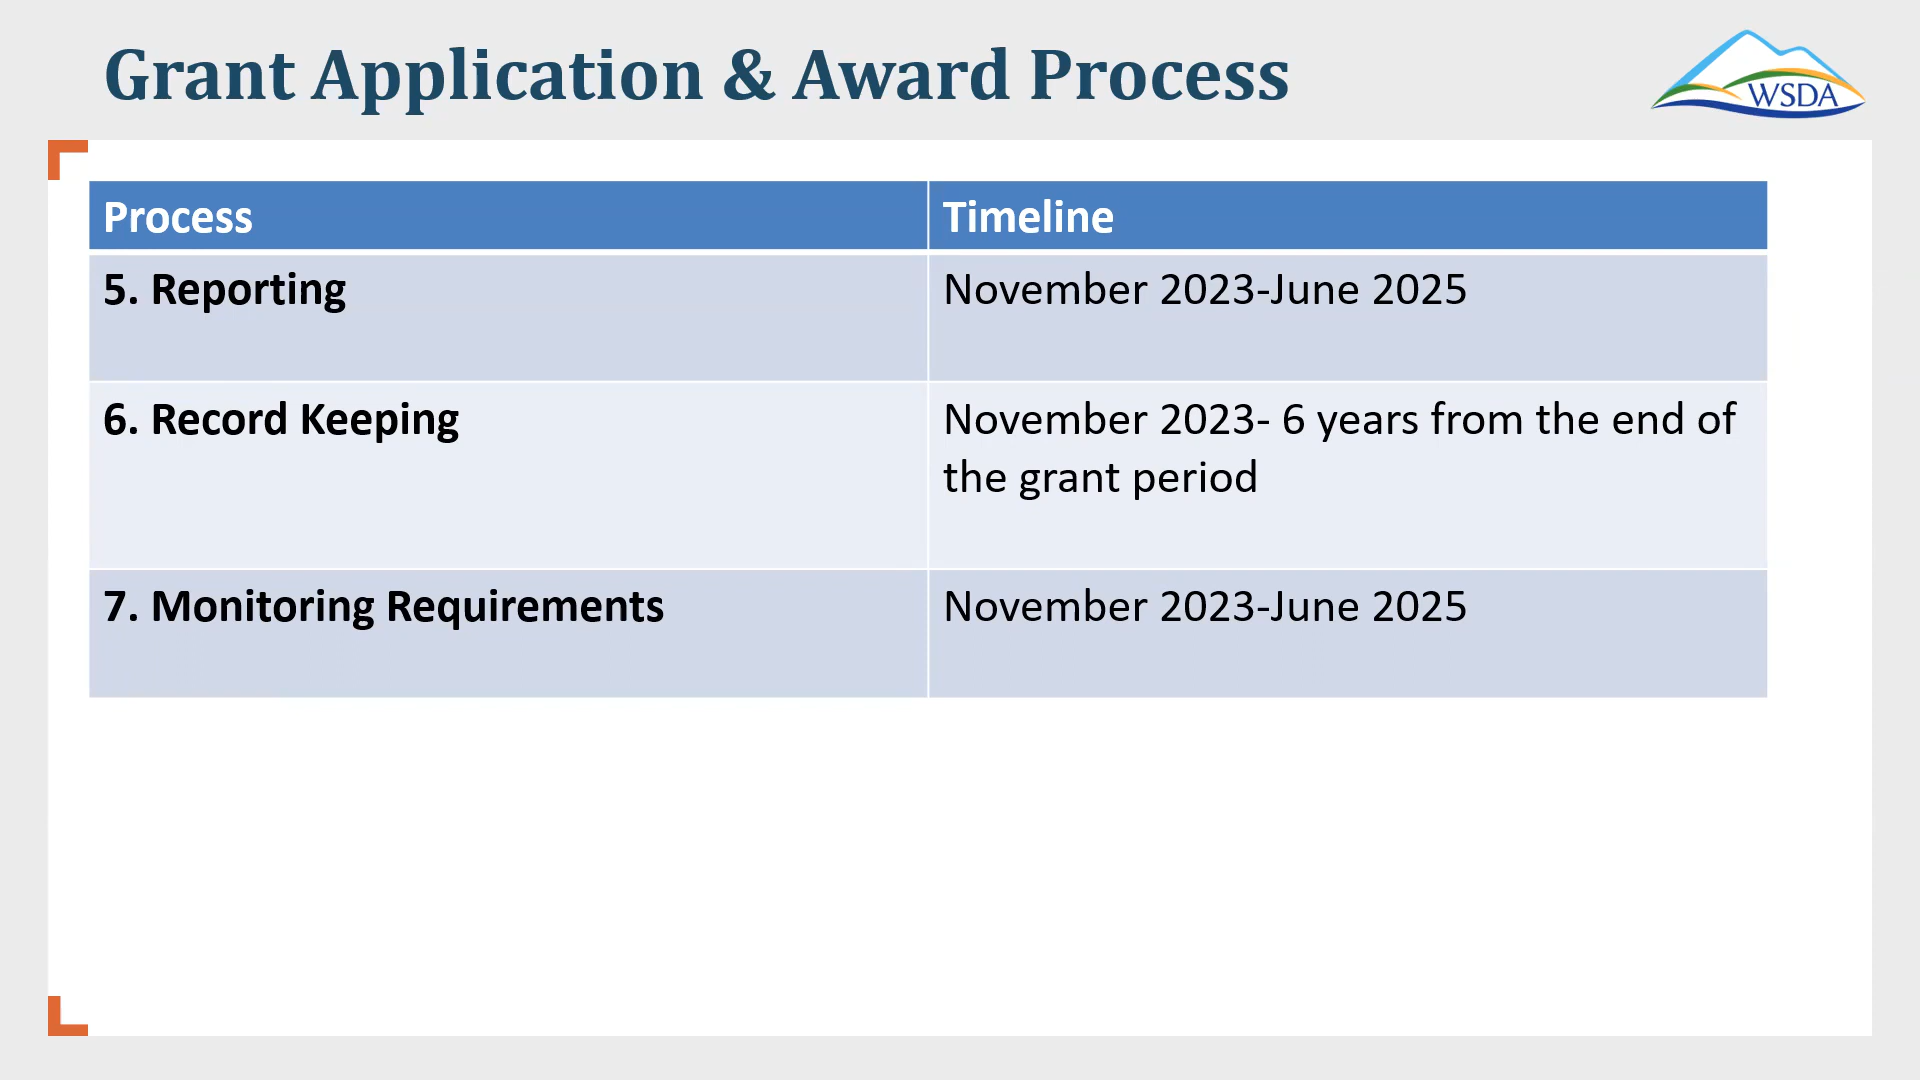 Grant Application & Award Process
WSDA
Process
Timeline
5. Reporting
November 2023-June 2025
6. Record Keeping
November 2023- 6 years from the end of
the grant period
7. Monitoring Requirements
November 2023-June 2025